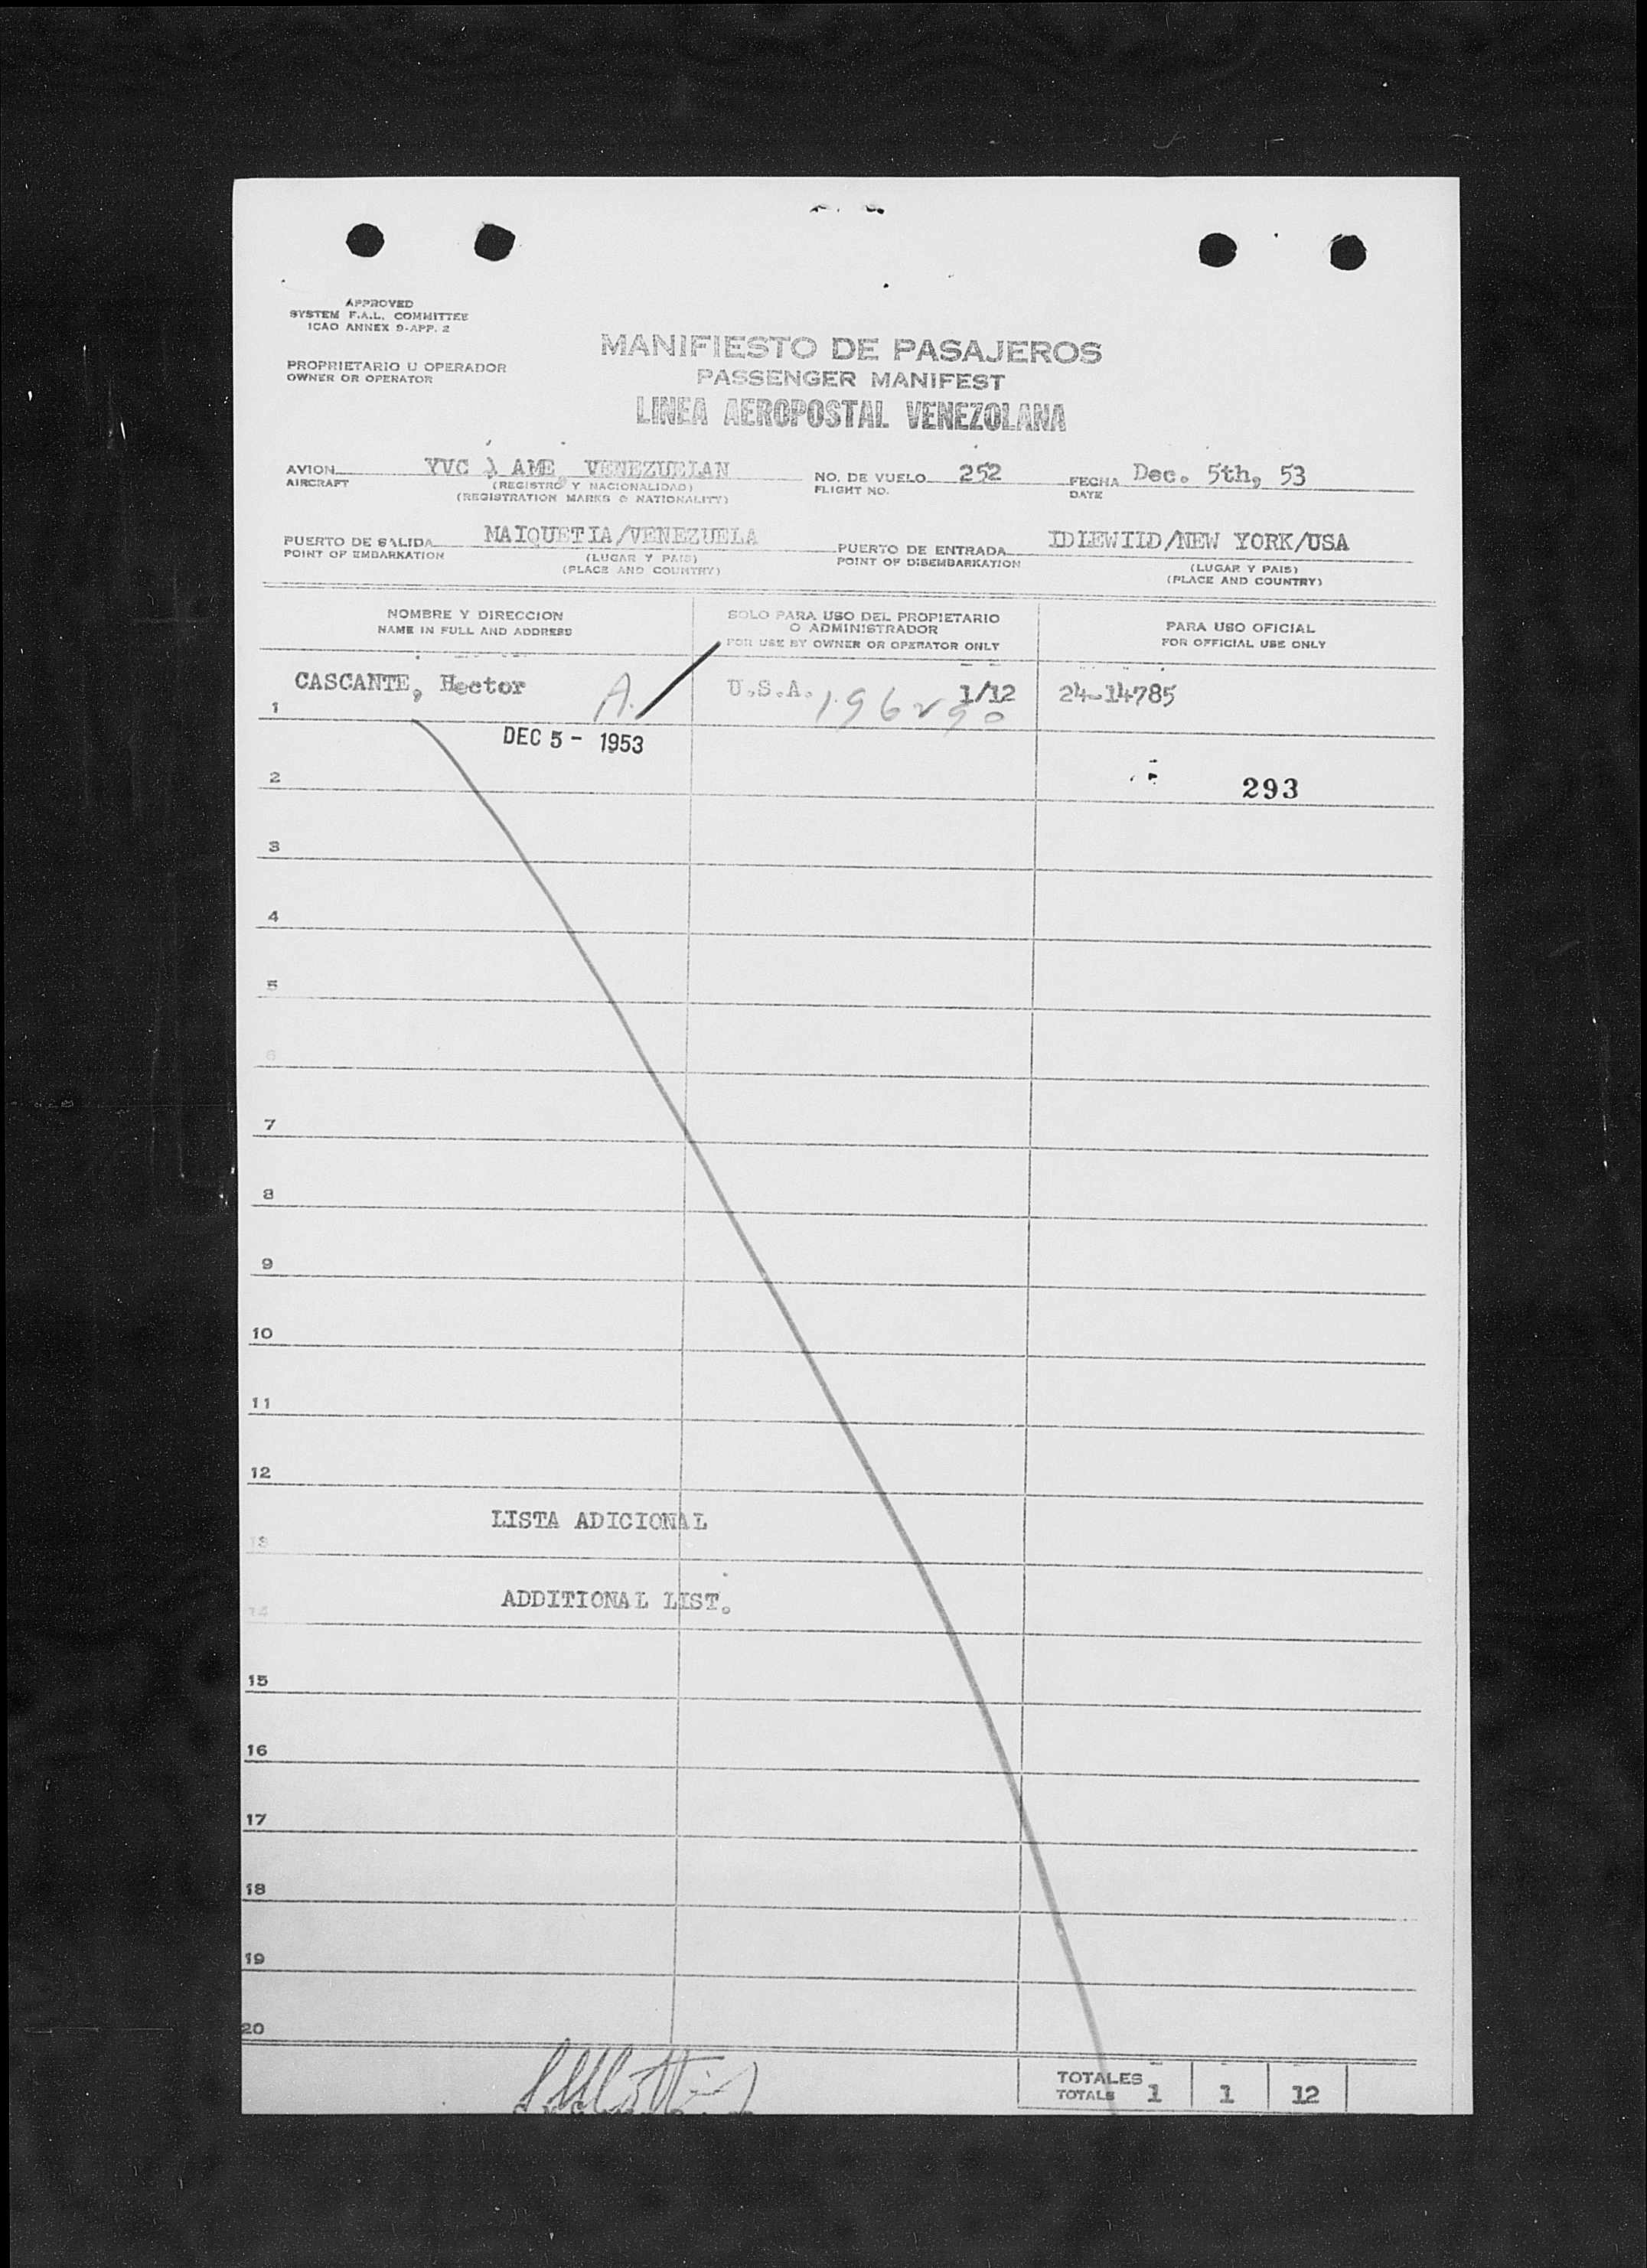 APPROVED
SYSTEM F.A.L. COMMITTEE
ICAO ANNEX 9-APP. 2
PROPRIETARIO U OPERADOR
OWNER OR OPERATOR
MANIFIESTO DE PASAJEROS
PASSENGER MANIFEST
LINEA AEROPOSTAL VENEZOLANA
AVION YVC AME, VENEZUELAN NO. DE VUELO 252 FECHA Dec. 5th, 53
AIRCRAFT (REGISTRO Y NACIONALIDAD) FLIGHT NO. DATE
(REGISTRATION MARKS & NATIONALITY)
PUERTO DE SALIDA MAIQUETIA/VENEZUELA PUERTO DE ENTRADA IDLEWILD/NEW YORK/USA
POINT OF EMBARKATION (LUGAR Y PAIS) POINT OF DISEMBARKATION (LUGAR Y PAIS)
(PLACE AND COUNTRY) (PLACE AND COUNTRY)
NOMBRE Y DIRECCION SOLO PARA USO DEL PROPIETARIO O ADMINISTRADOR PARA USO OFICIAL
NAME IN FULL AND ADDRESS FOR USE BY OWNER OR OPERATOR ONLY FOR OFFICIAL USE ONLY
1 CASCANTE, Hector A. U.S.A. 1/12 24-14785
DEC 5 - 1953
2 293
3
4
5
6
7
8
9
10
11
12
LISTA ADICIONAL
13
ADDITIONAL LIST.
14
15
16
17
18
19
20
TOTALES
TOTALS 1 1 12